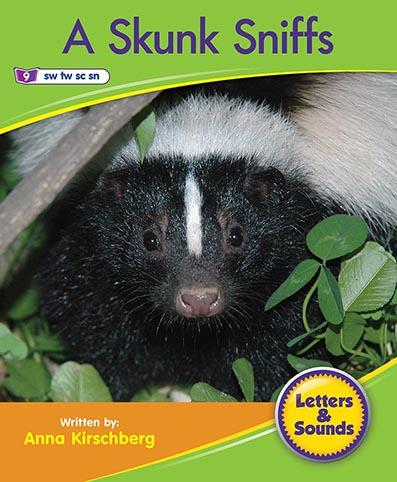 A Skunk Sniffs
9 sw tw sc sn
Letters
&
Sounds
Written by:
Anna Kirschberg